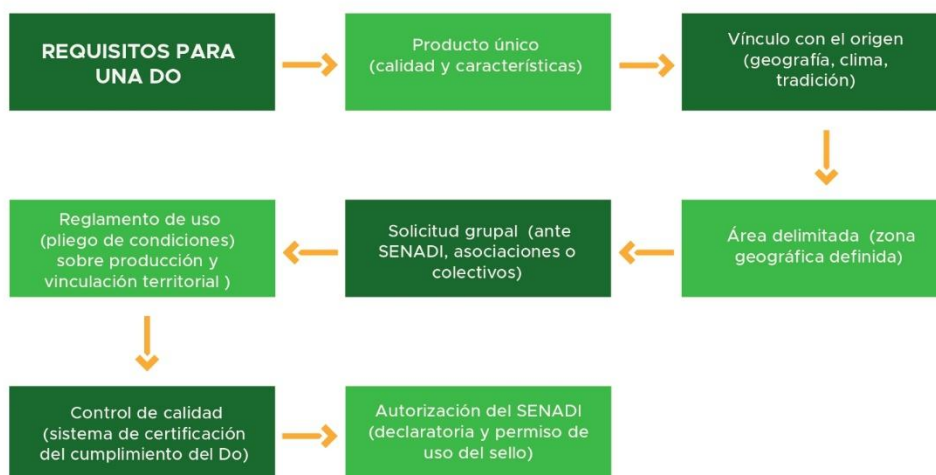 REQUISITOS PARA
UNA DO
Producto único
(calidad y características)
Vínculo con el origen
(geografía, clima,
tradición)
Área delimitada (zona
geográfica definida)
Solicitud grupal (ante
SENADI, asociaciones o
colectivos)
Reglamento de uso
(pliego de condiciones)
sobre producción y
vinculación territorial )
Control de calidad
(sistema de certificación
del cumplimiento del Do)
Autorización del SENADI
(declaratoria y permiso de
uso del sello)